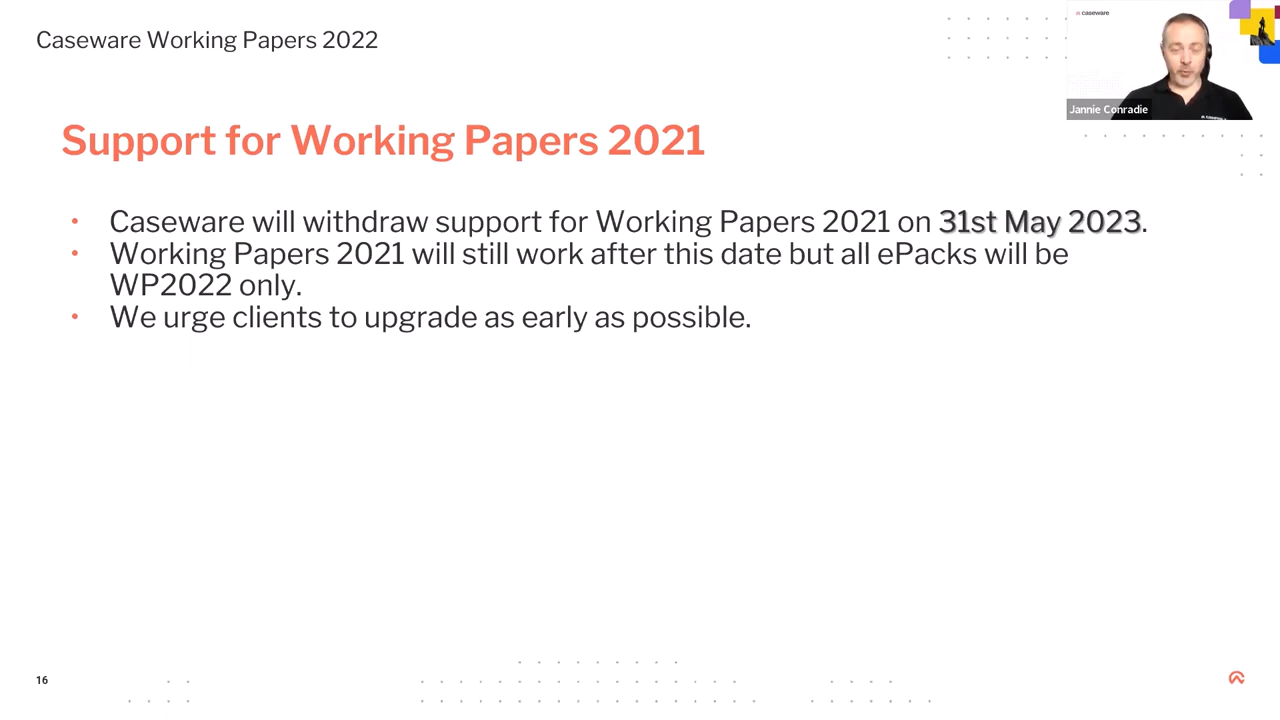 Caseware Working Papers 2022
caseware
Jannie Conradie
Support for Working Papers 2021
• Caseware will withdraw support for Working Papers 2021 on 31st May 2023.
• Working Papers 2021 will still work after this date but all ePacks will be
WP2022 only.
• We urge clients to upgrade as early as possible.
16